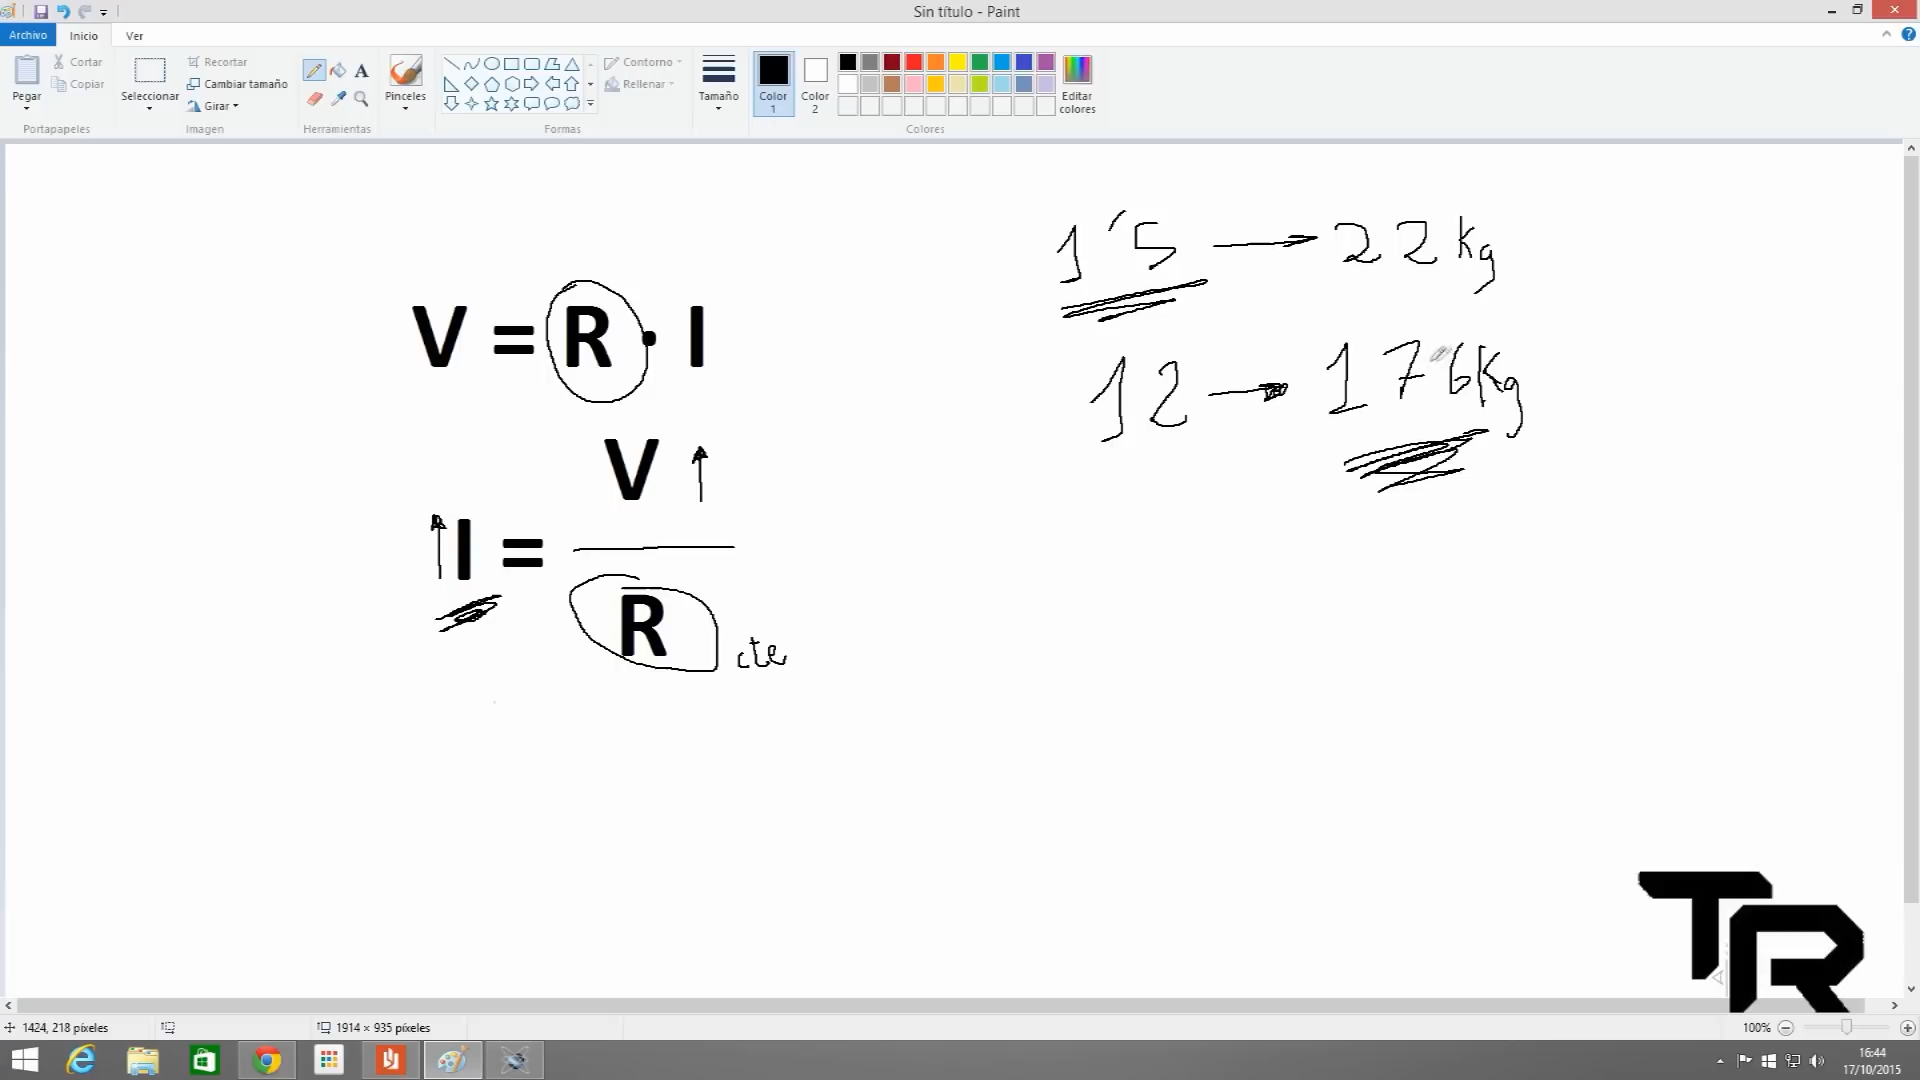 Sin título - Paint
Archivo Inicio Ver
Pegar
Cortar
Copiar
Portapapeles
Seleccionar
Recortar
Cambiar tamaño
Girar
Imagen
A
Herramientas
Pinceles
Formas
Contorno
Rellenar
Tamaño
Color 1
Color 2
Editar colores
Colores
V = R · I
I = V
R cte
1'5 → 22 kg
12 → 176 Kg
TR
1424, 218 píxeles
1914 × 935 píxeles
100%
16:44
17/10/2015